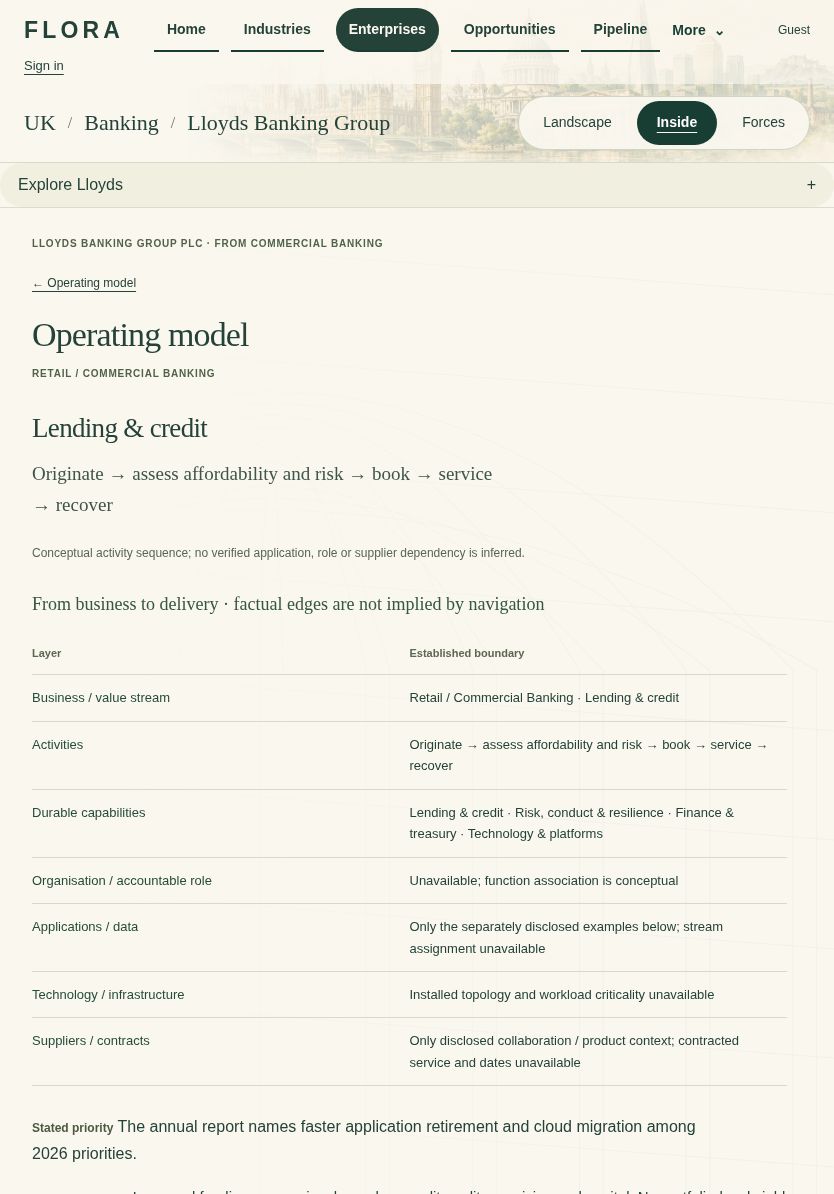 FLORA
Home
Industries
Enterprises
Opportunities
Pipeline
More
Guest
Sign in
UK / Banking / Lloyds Banking Group
Landscape
Inside
Forces
Explore Lloyds +
LLOYDS BANKING GROUP PLC · FROM COMMERCIAL BANKING
← Operating model
Operating model
RETAIL / COMMERCIAL BANKING
Lending & credit
Originate → assess affordability and risk → book → service
→ recover
Conceptual activity sequence; no verified application, role or supplier dependency is inferred.
From business to delivery · factual edges are not implied by navigation
Layer Established boundary
Business / value stream Retail / Commercial Banking · Lending & credit
Activities Originate → assess affordability and risk → book → service →
recover
Durable capabilities Lending & credit · Risk, conduct & resilience · Finance &
treasury · Technology & platforms
Organisation / accountable role Unavailable; function association is conceptual
Applications / data Only the separately disclosed examples below; stream
assignment unavailable
Technology / infrastructure Installed topology and workload criticality unavailable
Suppliers / contracts Only disclosed collaboration / product context; contracted
service and dates unavailable
Stated priority The annual report names faster application retirement and cloud migration among
2026 priorities.